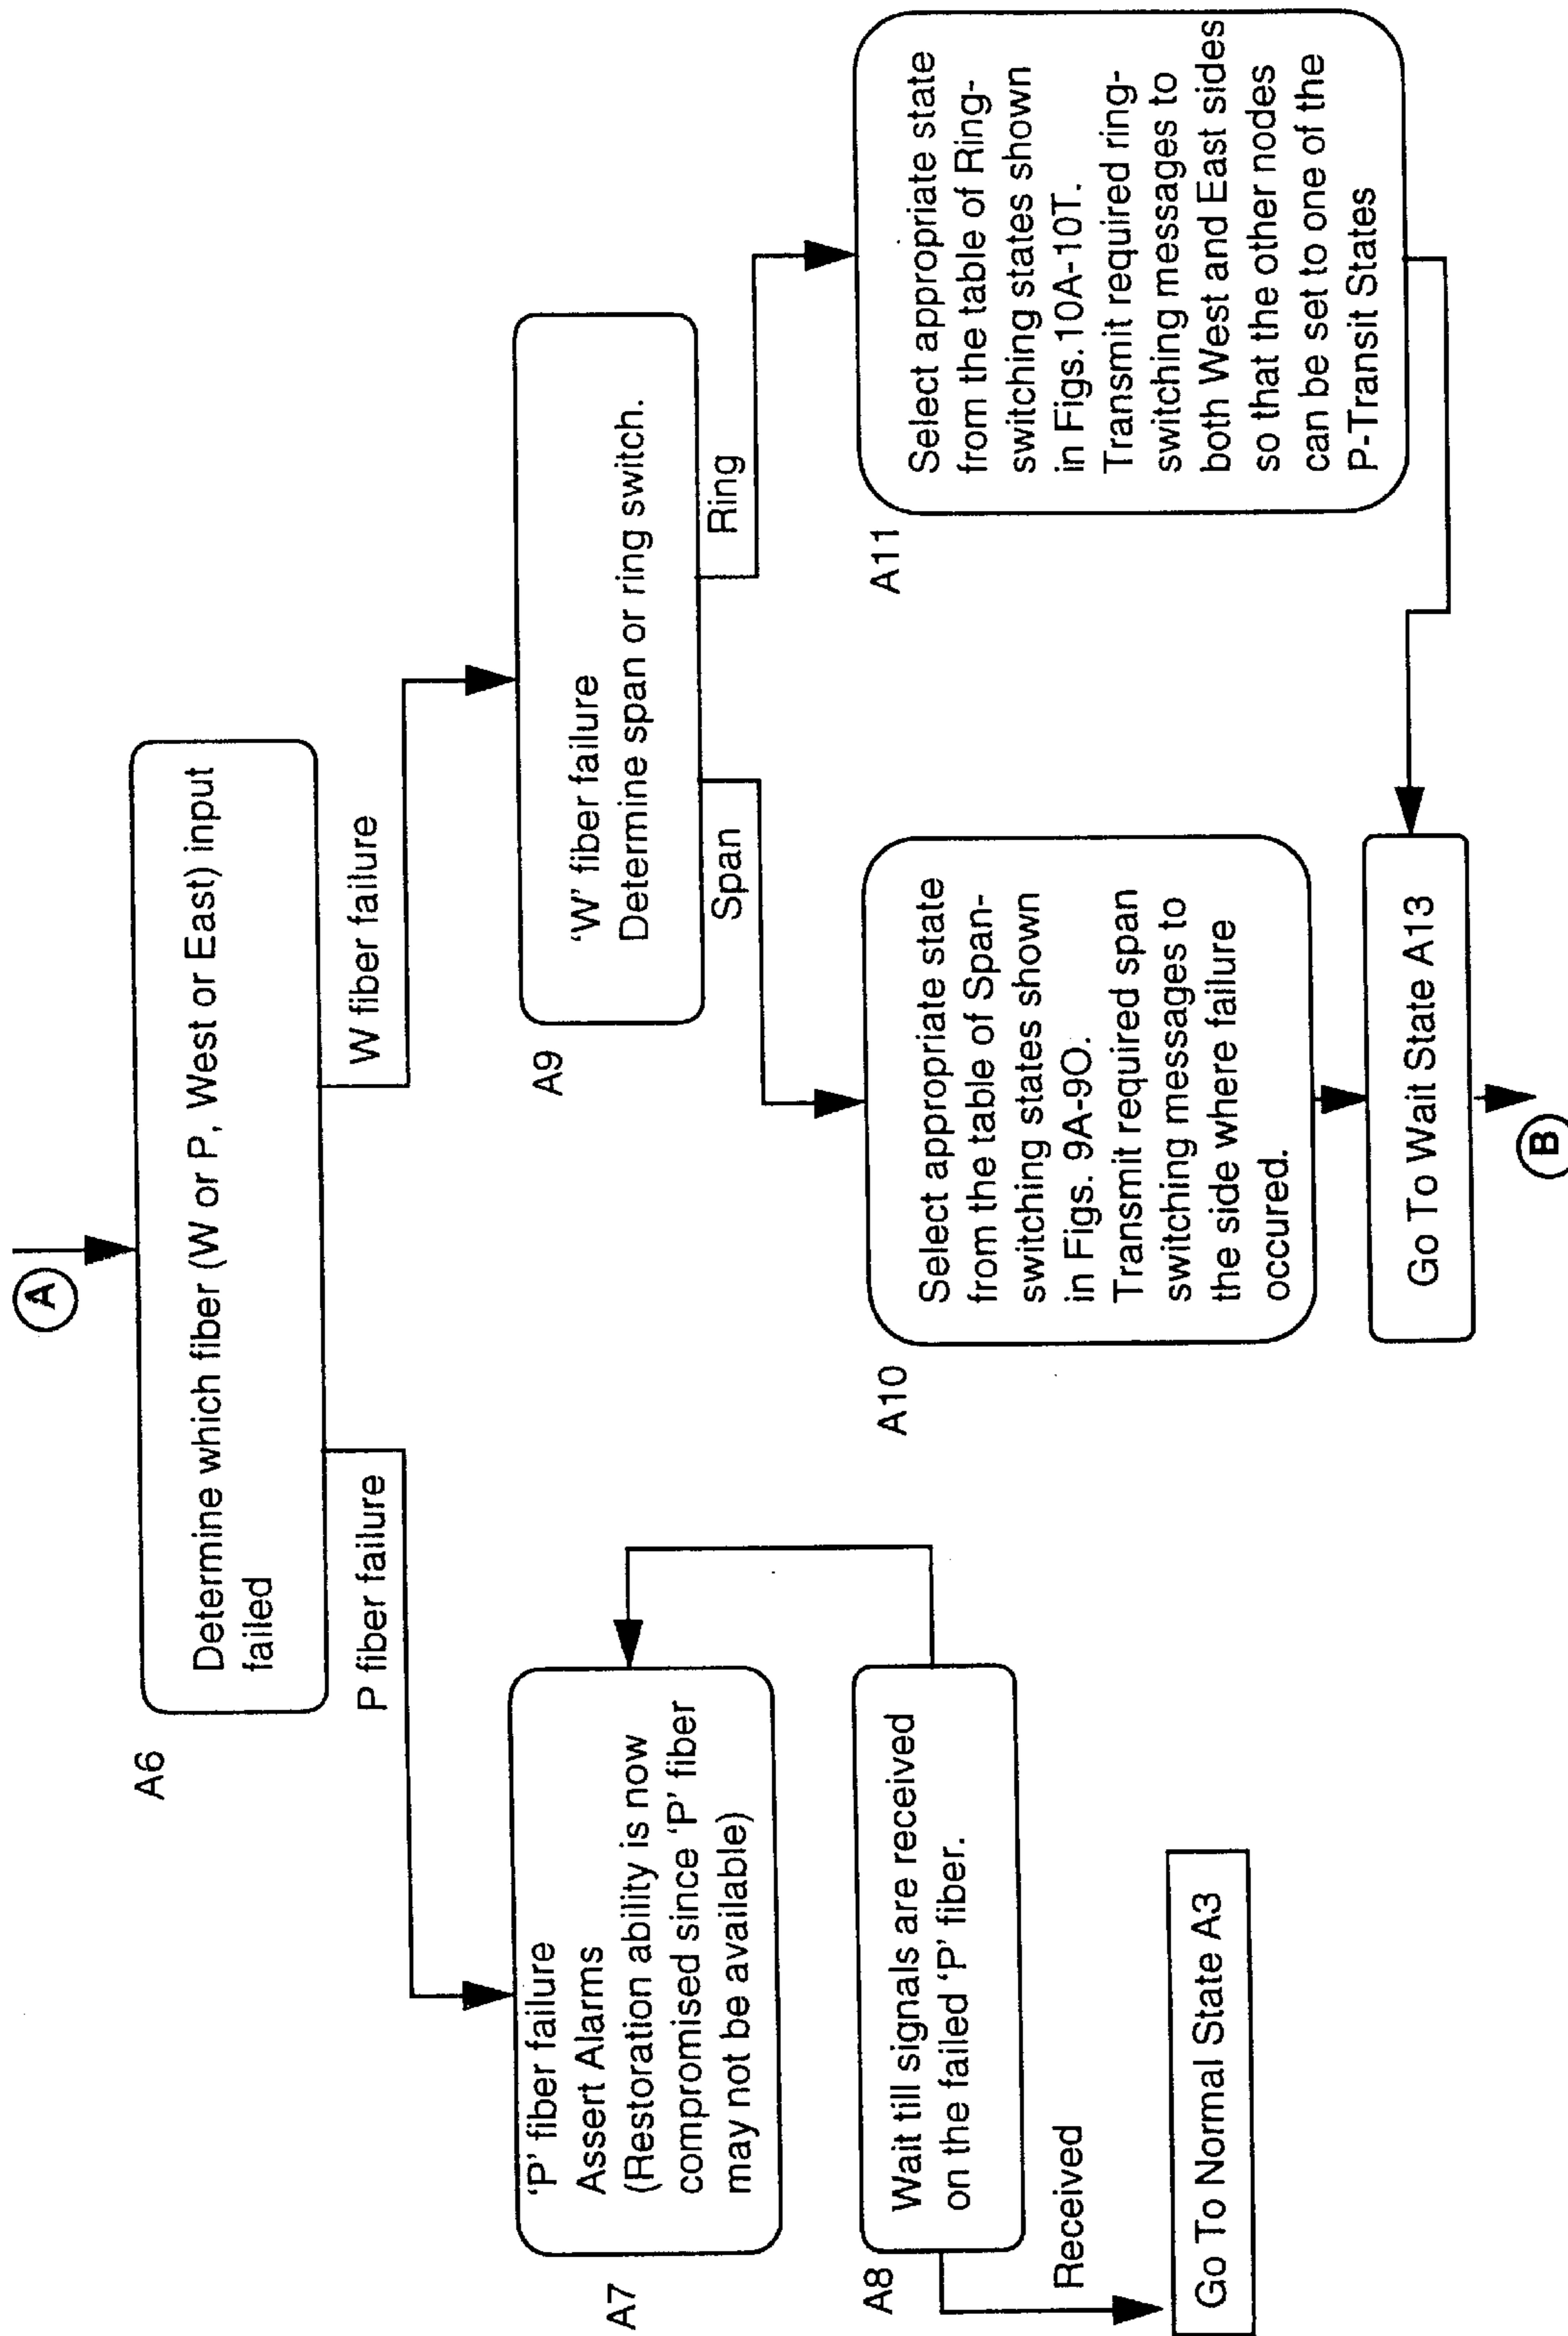 A
A6
Determine which fiber (W or P, West or East) input
failed
P fiber failure
W fiber failure
A7
'P' fiber failure
Assert Alarms
(Restoration ability is now
compromised since 'P' fiber
may not be available)
A8
Wait till signals are received
on the failed 'P' fiber.
Received
Go To Normal State A3
A9
'W' fiber failure
Determine span or ring switch.
Span
Ring
A10
Select appropriate state
from the table of Span-
switching states shown
in Figs. 9A-9O.
Transmit required span
switching messages to
the side where failure
occured.
A11
Select appropriate state
from the table of Ring-
switching states shown
in Figs.10A-10T.
Transmit required ring-
switching messages to
both West and East sides
so that the other nodes
can be set to one of the
P-Transit States
Go To Wait State A13
B